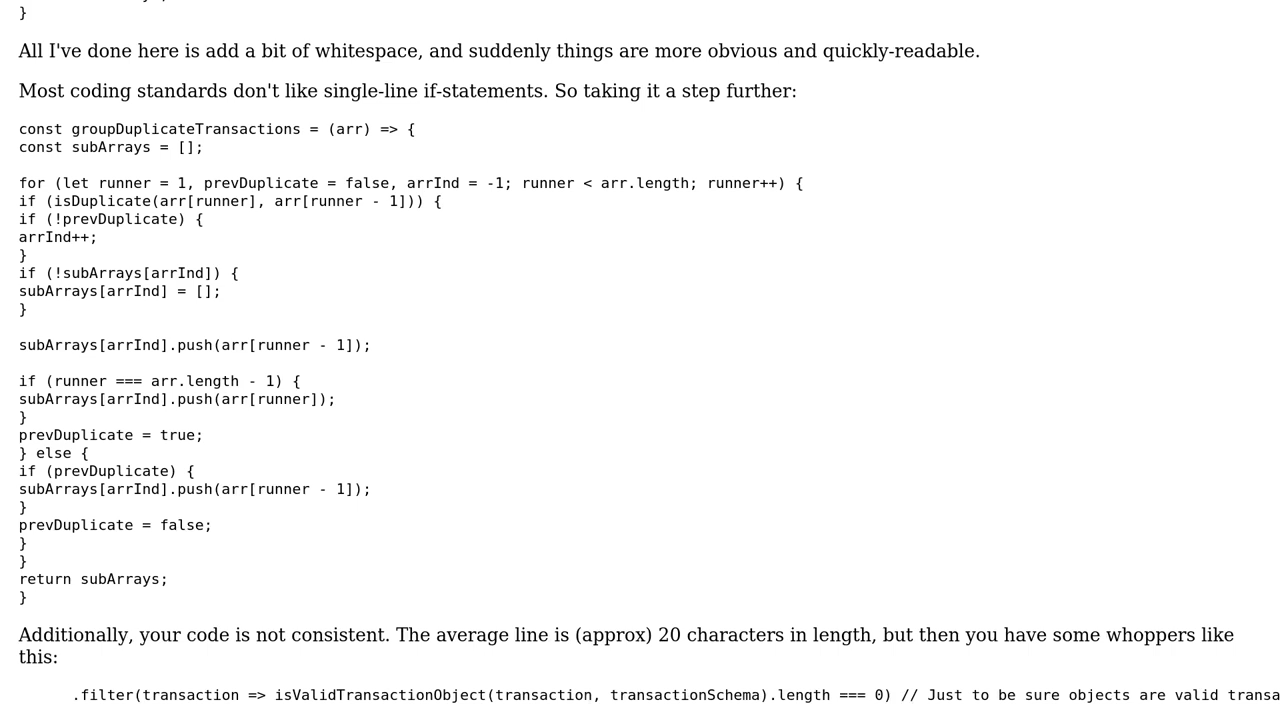 }
All I've done here is add a bit of whitespace, and suddenly things are more obvious and quickly-readable.
Most coding standards don't like single-line if-statements. So taking it a step further:
const groupDuplicateTransactions = (arr) => {
const subArrays = [];
for (let runner = 1, prevDuplicate = false, arrInd = -1; runner < arr.length; runner++) {
if (isDuplicate(arr[runner], arr[runner - 1])) {
if (!prevDuplicate) {
arrInd++;
}
if (!subArrays[arrInd]) {
subArrays[arrInd] = [];
}
subArrays[arrInd].push(arr[runner - 1]);
if (runner === arr.length - 1) {
subArrays[arrInd].push(arr[runner]);
}
prevDuplicate = true;
} else {
if (prevDuplicate) {
subArrays[arrInd].push(arr[runner - 1]);
}
prevDuplicate = false;
}
}
return subArrays;
}
Additionally, your code is not consistent. The average line is (approx) 20 characters in length, but then you have some whoppers like
this:
.filter(transaction => isValidTransactionObject(transaction, transactionSchema).length === 0) // Just to be sure objects are valid transa